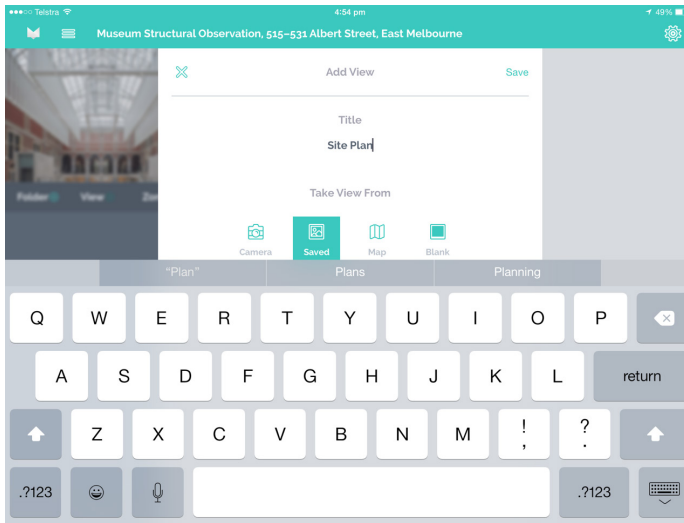 Telstra 4:54 pm 49%
Museum Structural Observation, 515–531 Albert Street, East Melbourne
Add View Save
Title
Site Plan
Take View From
Folder View
Camera Saved Map Blank
“Plan” Plans Planning
Q W E R T Y U I O P
A S D F G H J K L return
Z X C V B N M ! , ? .
.?123 .?123